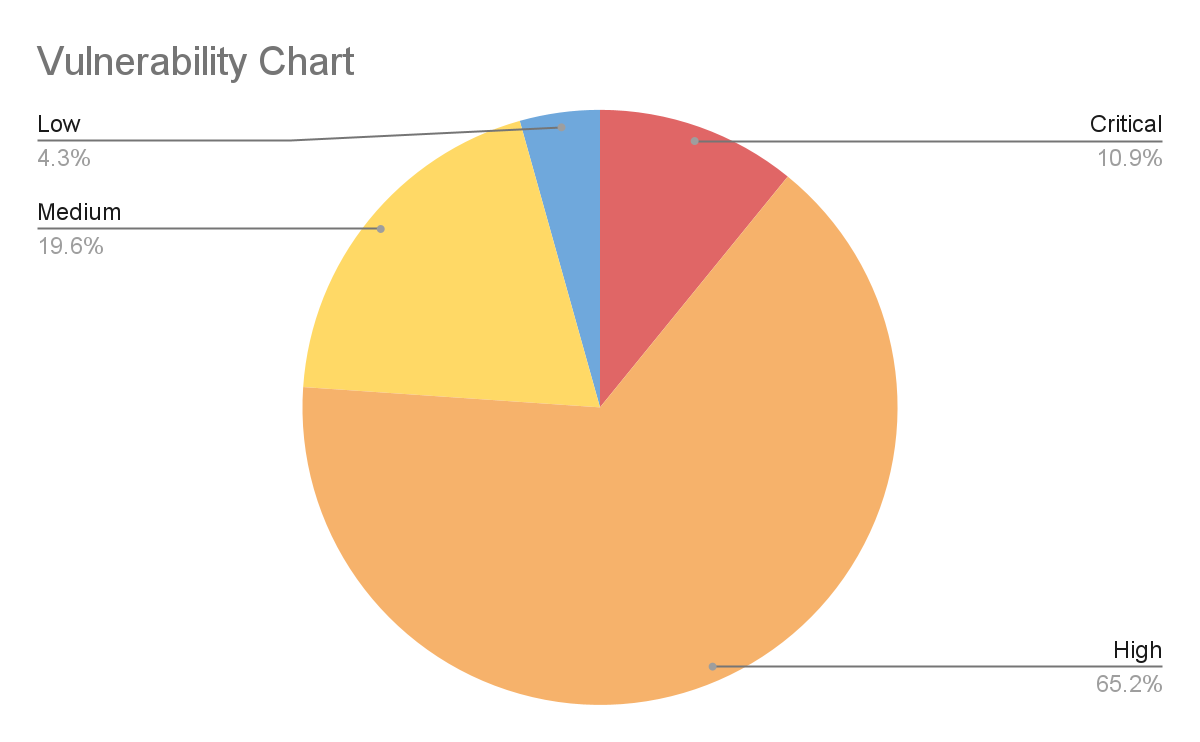 Vulnerability Chart
Low
4.3%
Medium
19.6%
Critical
10.9%
High
65.2%